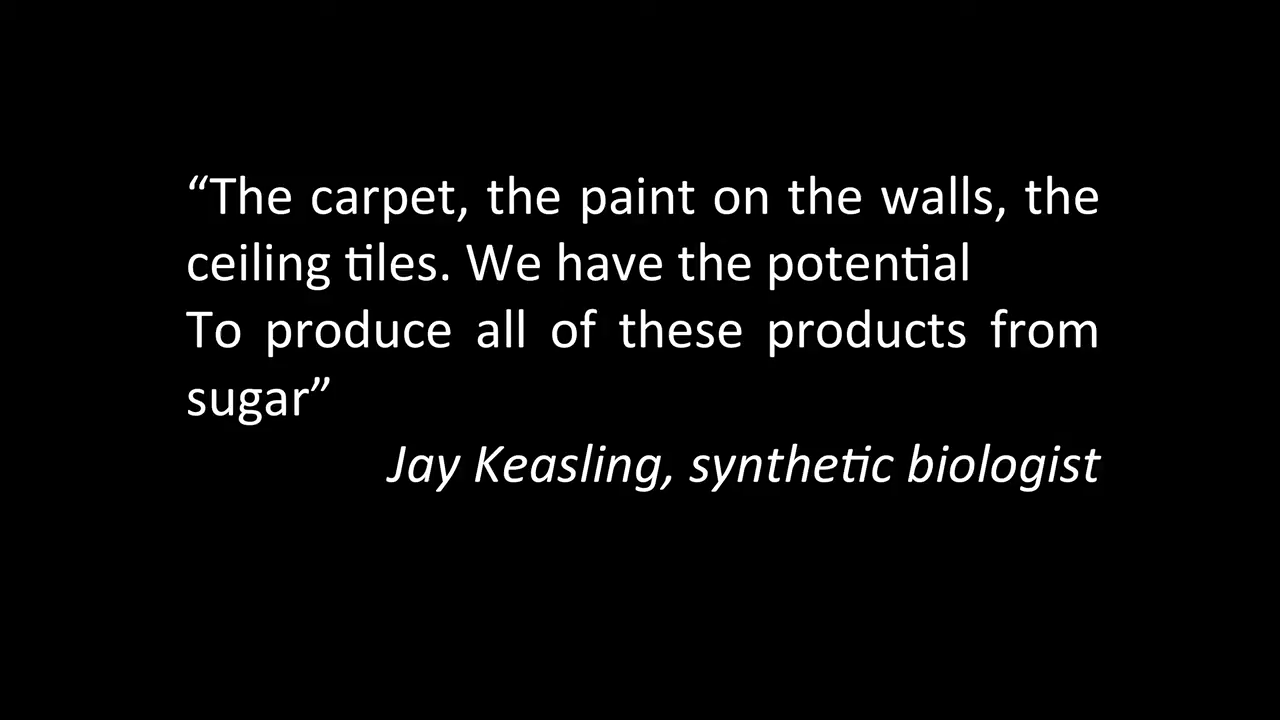 “The carpet, the paint on the walls, the
ceiling tiles. We have the potential
To produce all of these products from
sugar”
Jay Keasling, synthetic biologist